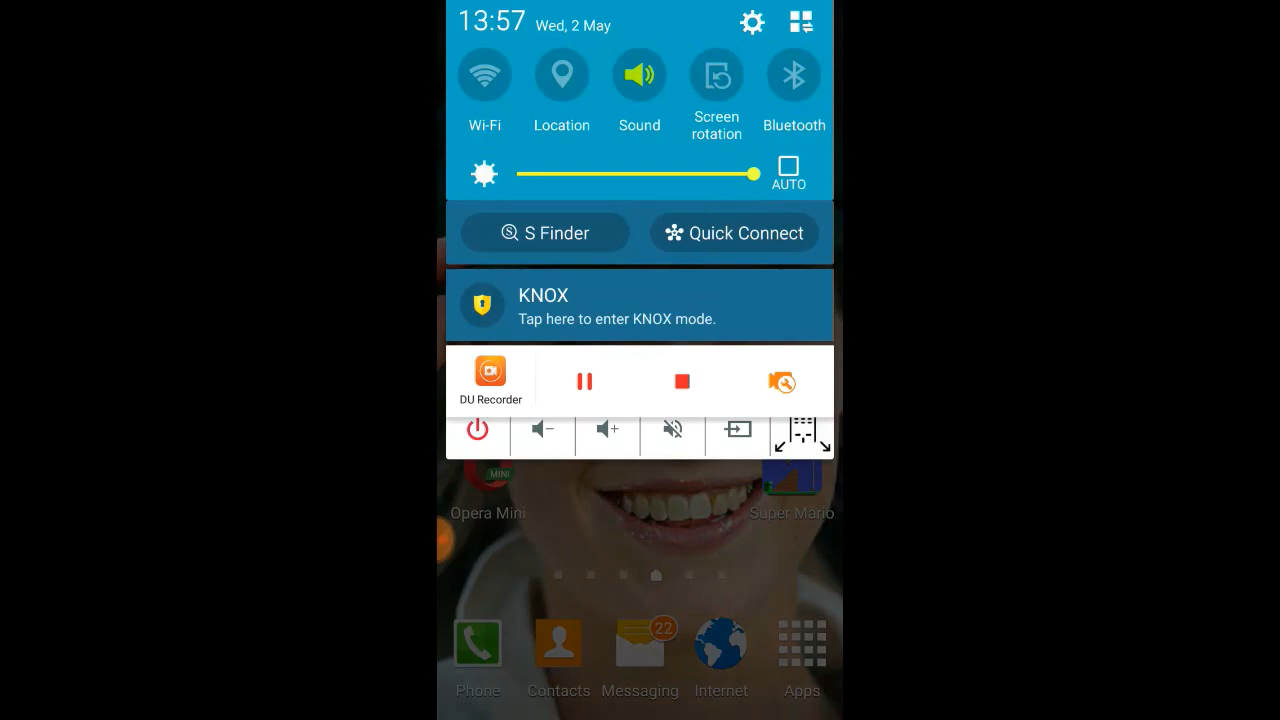 13:57 Wed, 2 May
Wi-Fi
Location
Sound
Screen
rotation
Bluetooth
AUTO
S Finder
Quick Connect
KNOX
Tap here to enter KNOX mode.
DU Recorder
MINI
Opera Mini
Super Mario
22
Phone
Contacts
Messaging
Internet
Apps